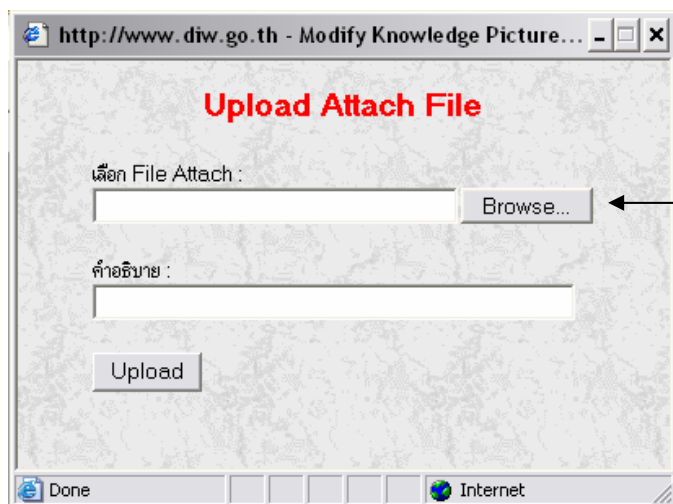 http://www.diw.go.th - Modify Knowledge Picture...
Upload Attach File
เลือก File Attach :
Browse...
คำอธิบาย :
Upload
Done
Internet